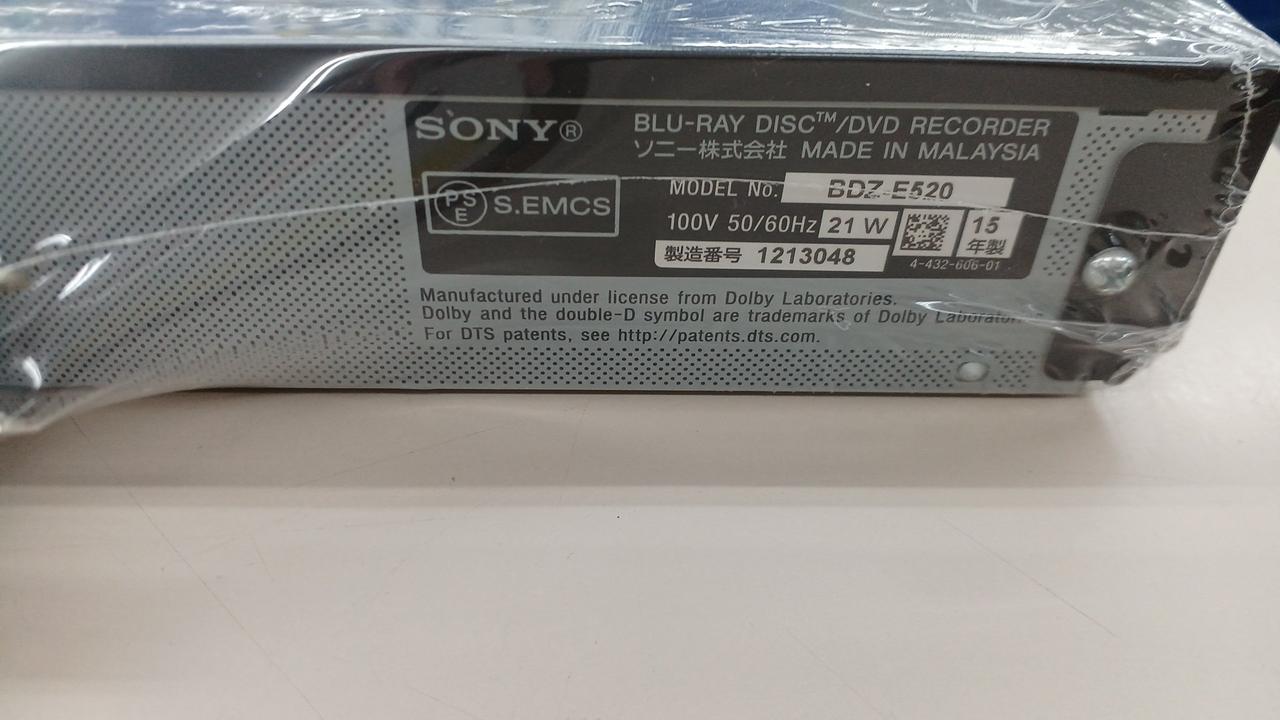 SONY®
BLU-RAY DISC™/DVD RECORDER
ソニー株式会社 MADE IN MALAYSIA
PS
E
S.EMCS
MODEL No. BDZ-E520
100V 50/60Hz 21 W
15
年製
製造番号 1213048
4-432-606-01
Manufactured under license from Dolby Laboratories.
Dolby and the double-D symbol are trademarks of Dolby
For DTS patents, see http://patents.dts.com.